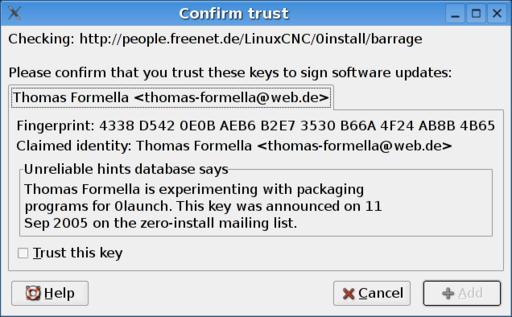 Confirm trust
Checking: http://people.freenet.de/LinuxCNC/0install/barrage
Please confirm that you trust these keys to sign software updates:
Thomas Formella <thomas-formella@web.de>
Fingerprint: 4338 D542 0E0B AEB6 B2E7 3530 B66A 4F24 AB8B 4B65
Claimed identity: Thomas Formella <thomas-formella@web.de>
Unreliable hints database says
Thomas Formella is experimenting with packaging
programs for 0launch. This key was announced on 11
Sep 2005 on the zero-install mailing list.
Trust this key
Help Cancel Add